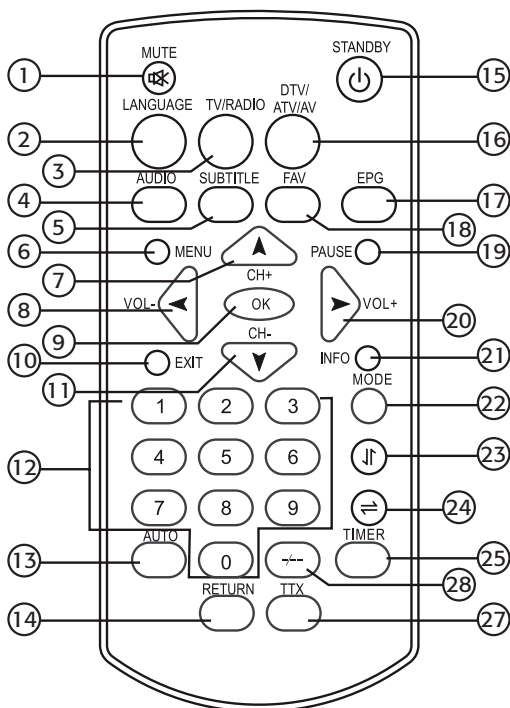 MUTE
STANDBY
1
15
LANGUAGE
TV/RADIO
DTV/
ATV/AV
2
3
16
AUDIO
SUBTITLE
FAV
EPG
4
5
18
17
6
MENU
PAUSE
19
7
CH+
8
VOL-
VOL+
9
OK
20
CH-
10
EXIT
INFO
21
11
MODE
1
2
3
22
12
4
5
6
23
7
8
9
24
AUTO
TIMER
13
0
-/--
25
28
RETURN
TTX
14
27